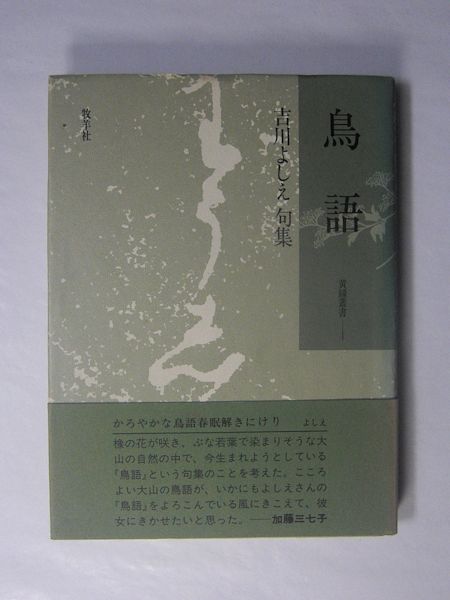 鳥語
黄鐘叢書
吉川よしえ 句集
牧羊社
かろやかな鳥語春眠解きにけり よしえ
橡の花が咲き、ぶな若葉で染まりそうな大
山の自然の中で、今生まれようとしている
「鳥語」という句集のことを考えた。こころ
よい大山の鳥語が、いかにもよしえさんの
「鳥語」をよろこんでいる風にきこえて、彼
女にきかせたいと思った。――加藤三七子